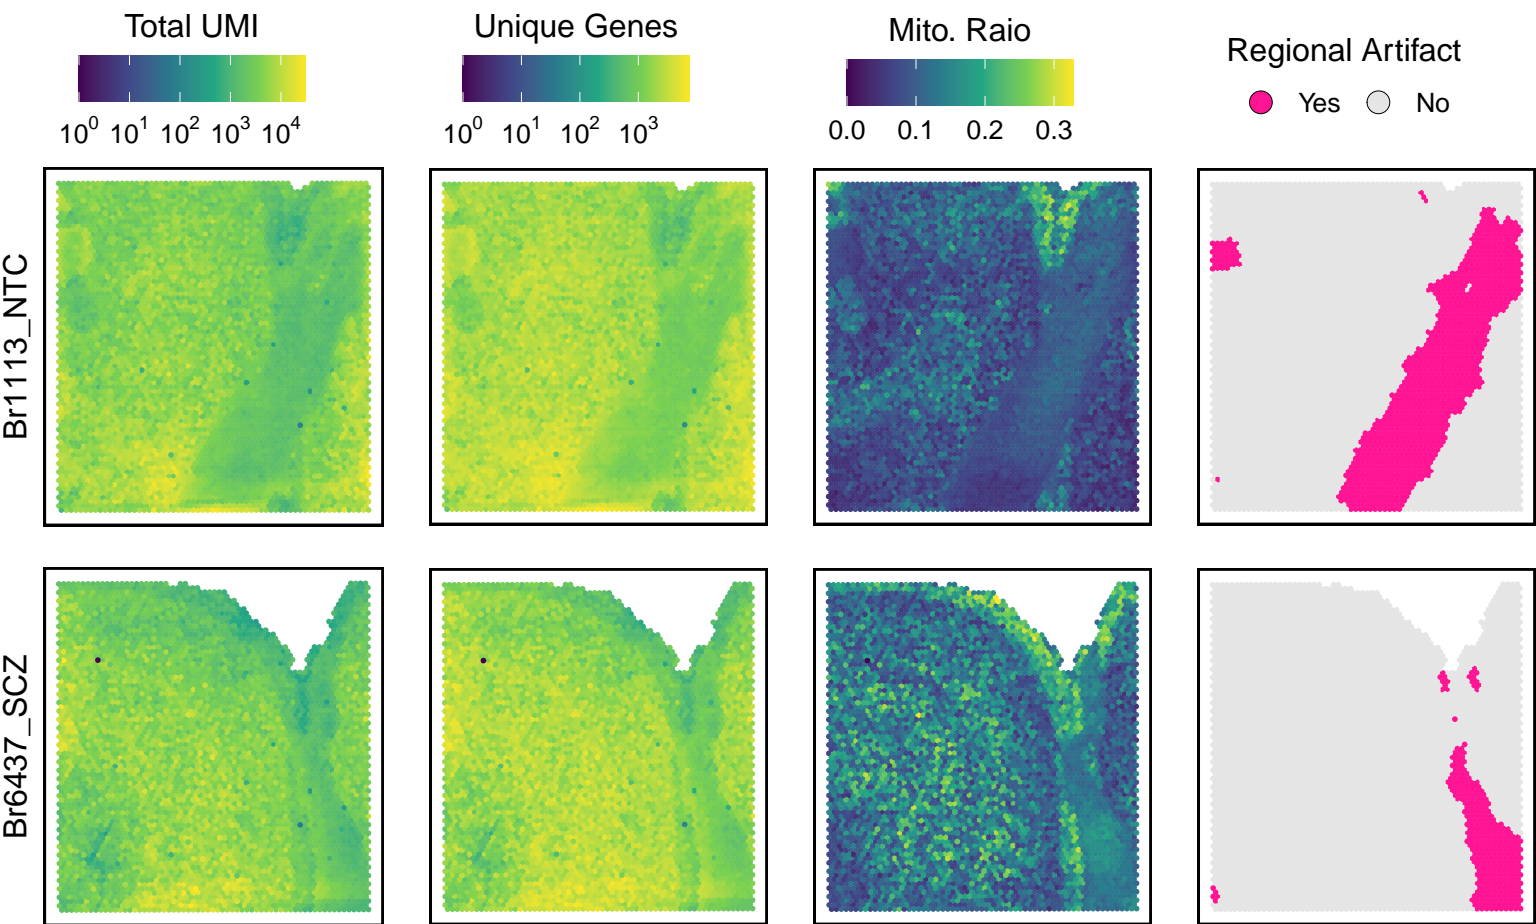 Total UMI
Unique Genes
Mito. Raio
Regional Artifact
10^0 10^1 10^2 10^3 10^4
10^0 10^1 10^2 10^3
0.0 0.1 0.2 0.3
Yes No
Br1113_NTC
Br6437_SCZ